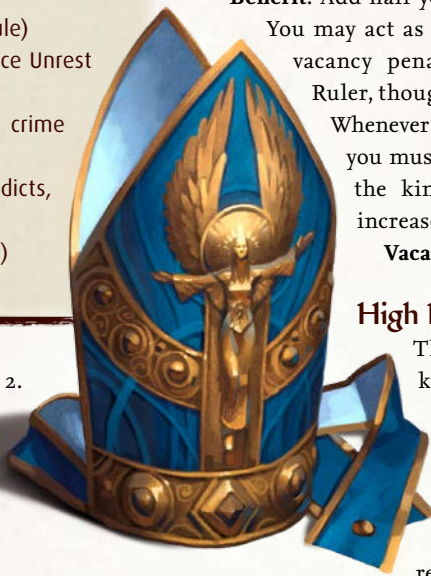 ule)
ce Unrest
crime
dicts,
)
2.
Benefit: Add half yo
You may act as
vacancy pena
Ruler, thoug
Whenever
you mus
the kin
increase
Vaca
High
Th
k
re